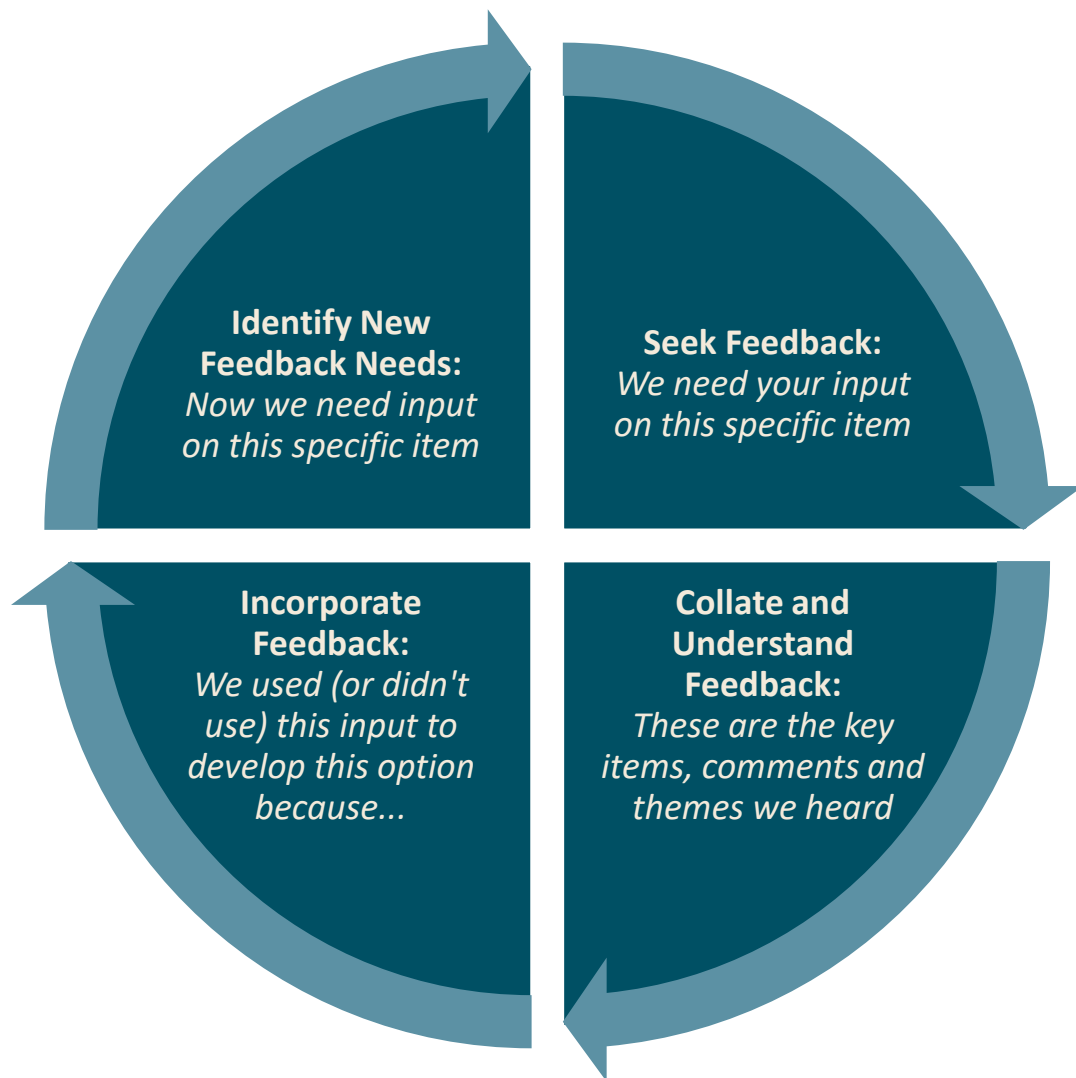 Identify New
Feedback Needs:
Now we need input
on this specific item
Seek Feedback:
We need your input
on this specific item
Incorporate
Feedback:
We used (or didn't
use) this input to
develop this option
because...
Collate and
Understand
Feedback:
These are the key
items, comments and
themes we heard